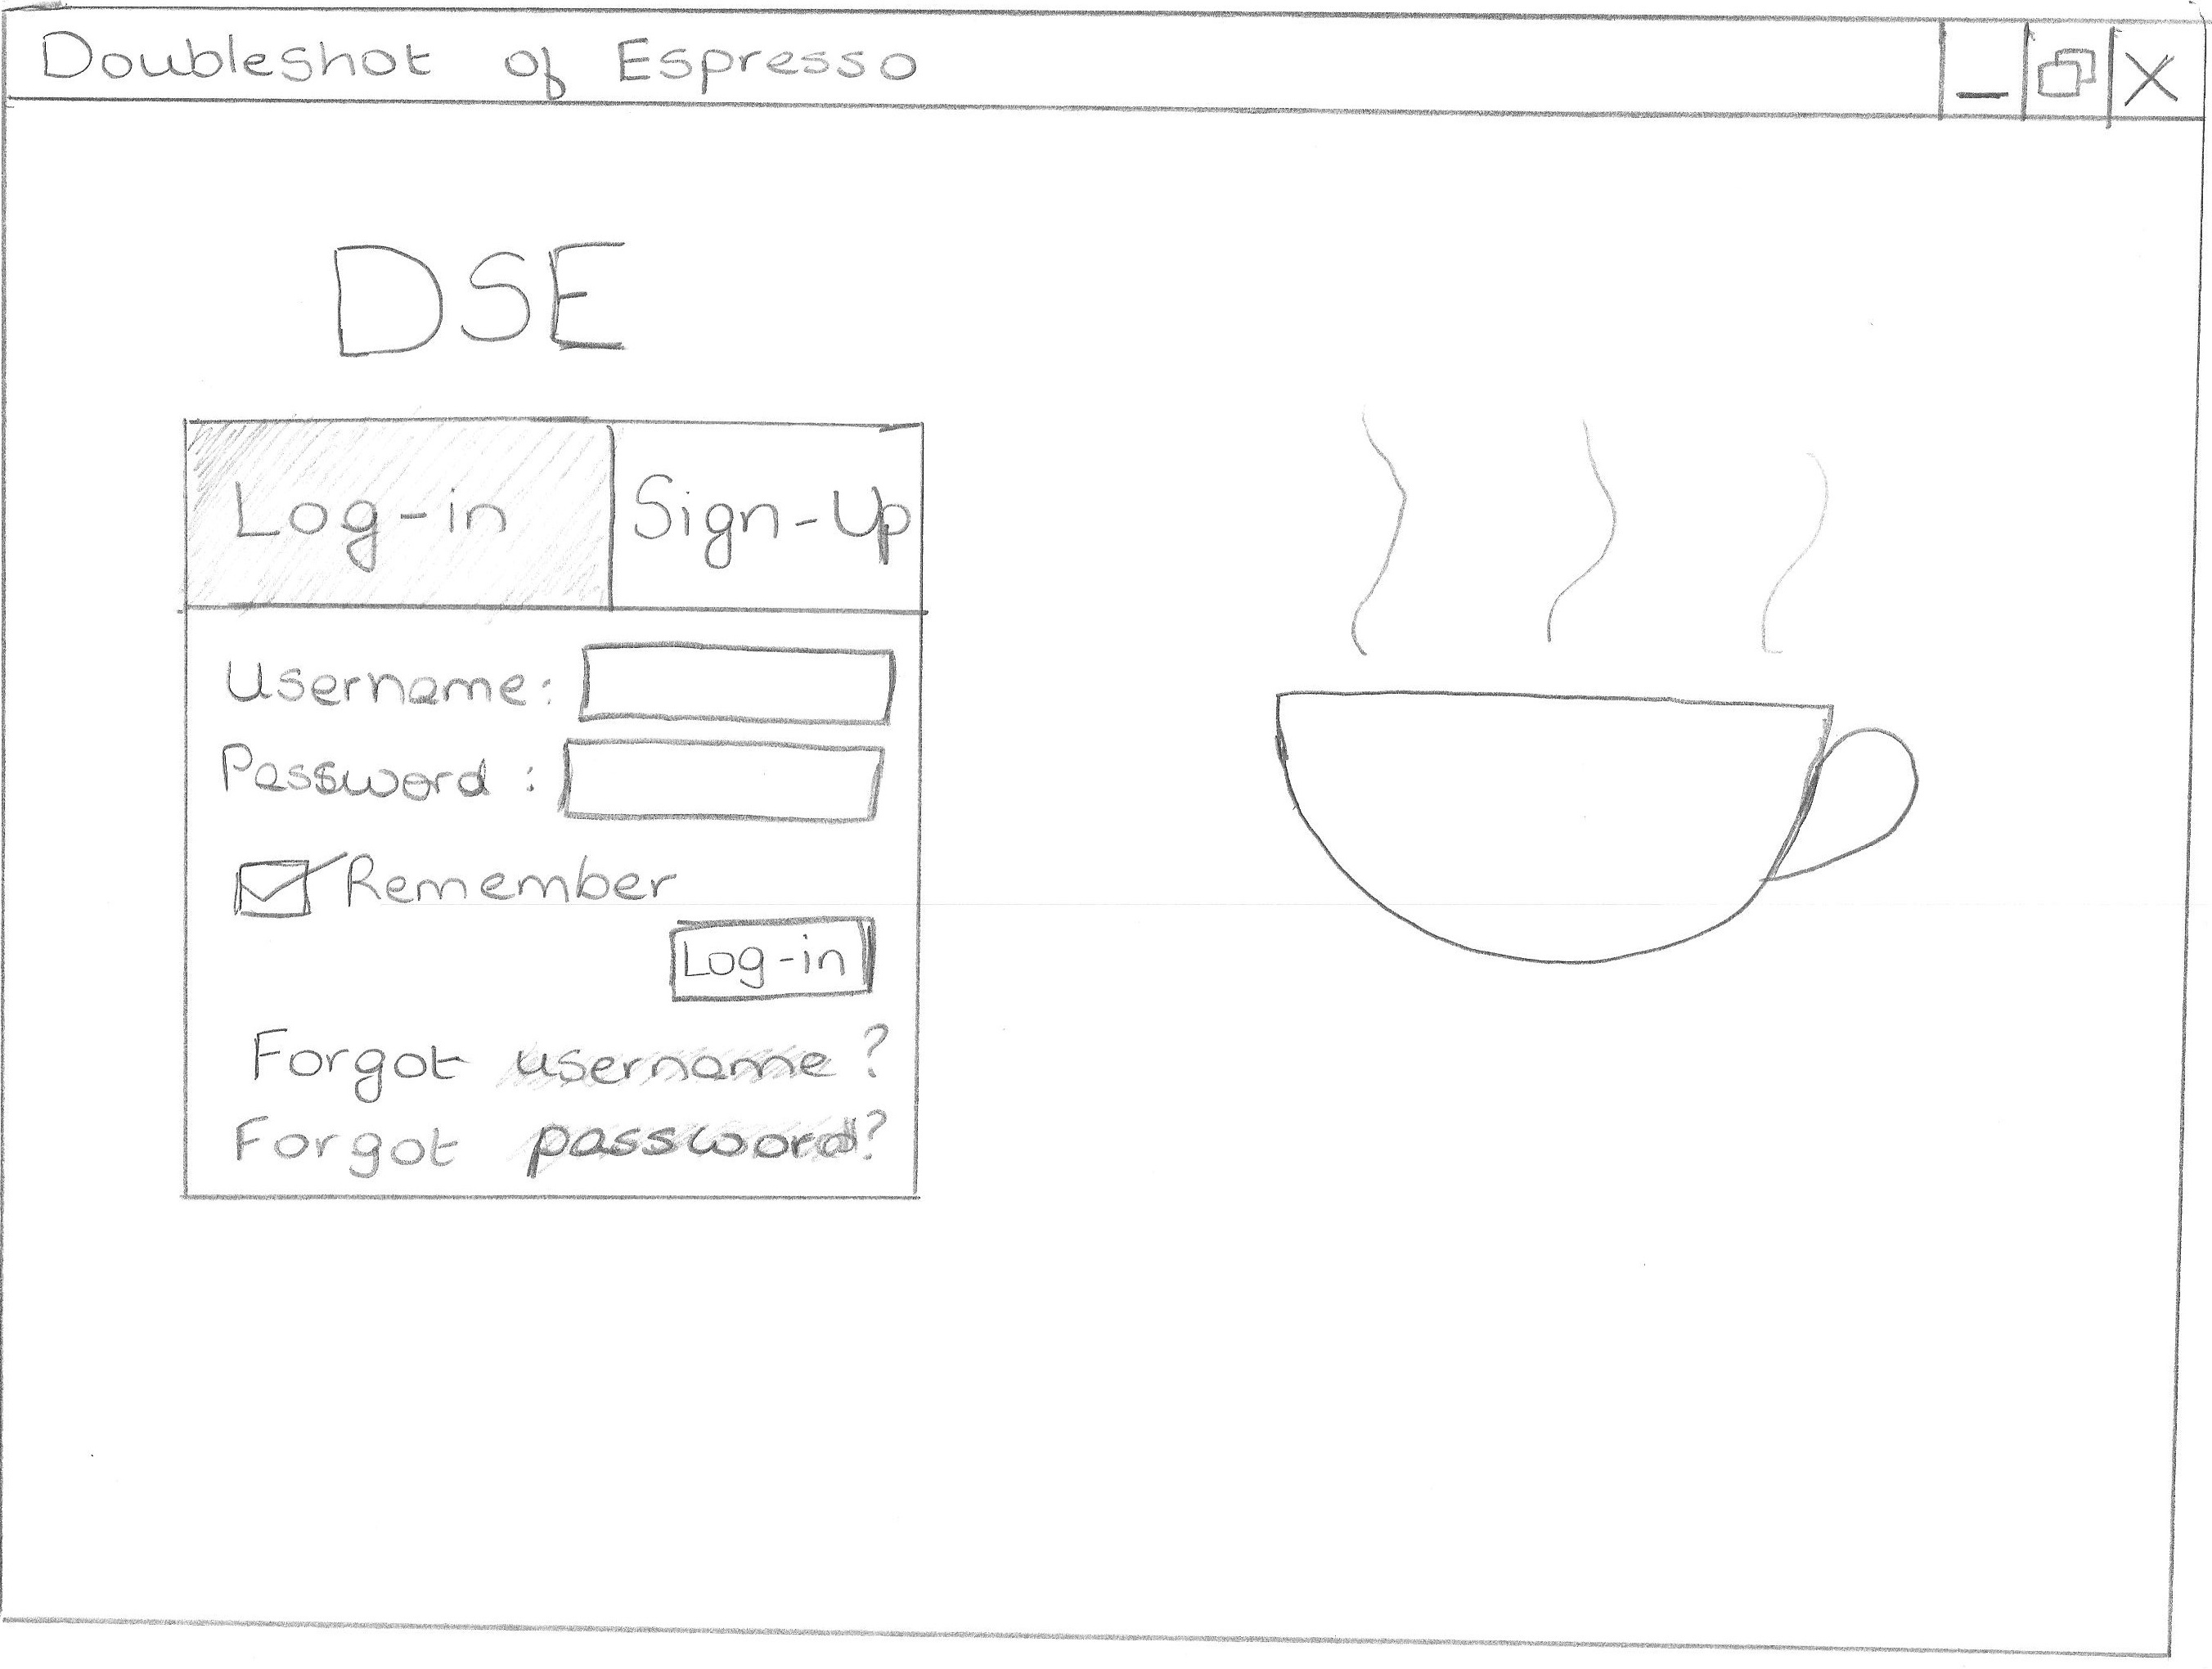 Doubleshot of Espresso
DSE
Log-in
Sign-Up
Username:
Password :
Remember
Log-in
Forgot username?
Forgot password?